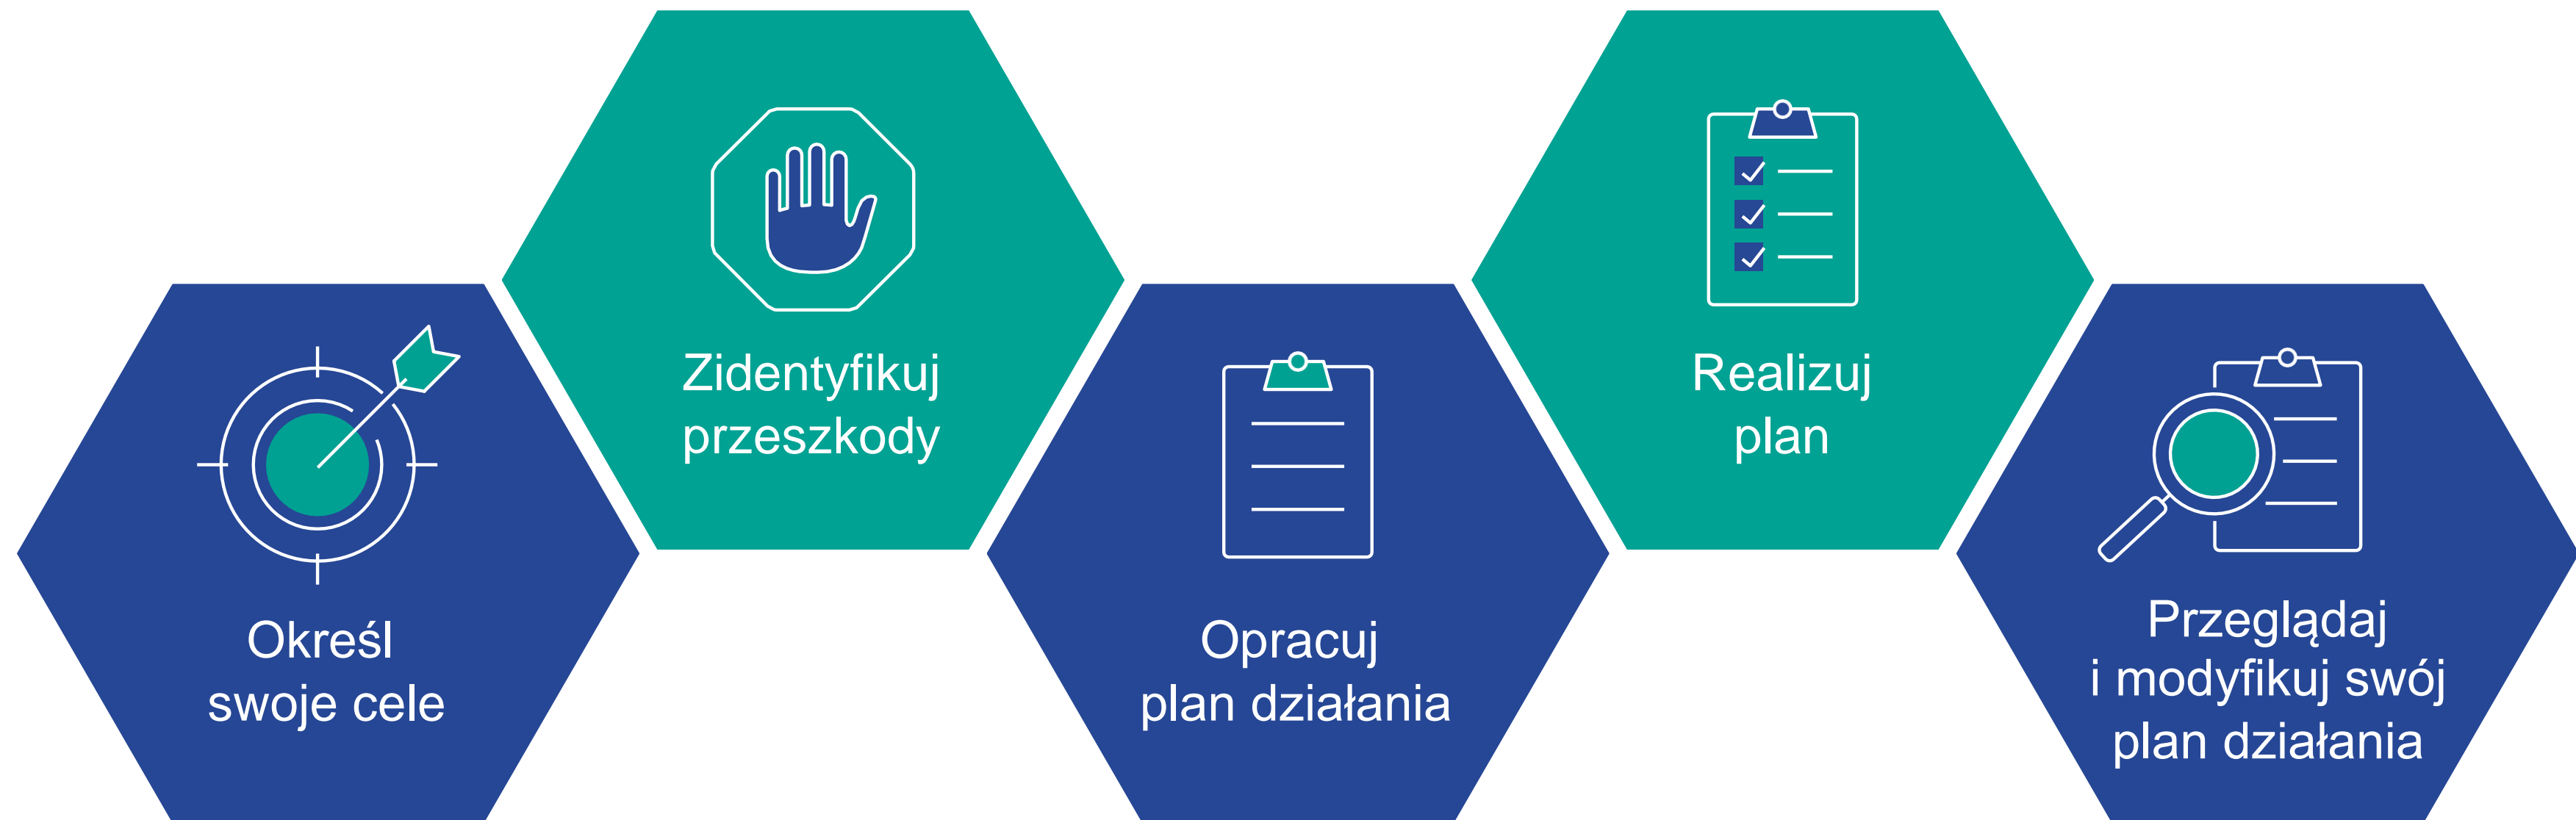 Określ
swoje cele
Zidentyfikuj
przeszkody
Opracuj
plan działania
Realizuj
plan
Przeglądaj
i modyfikuj swój
plan działania